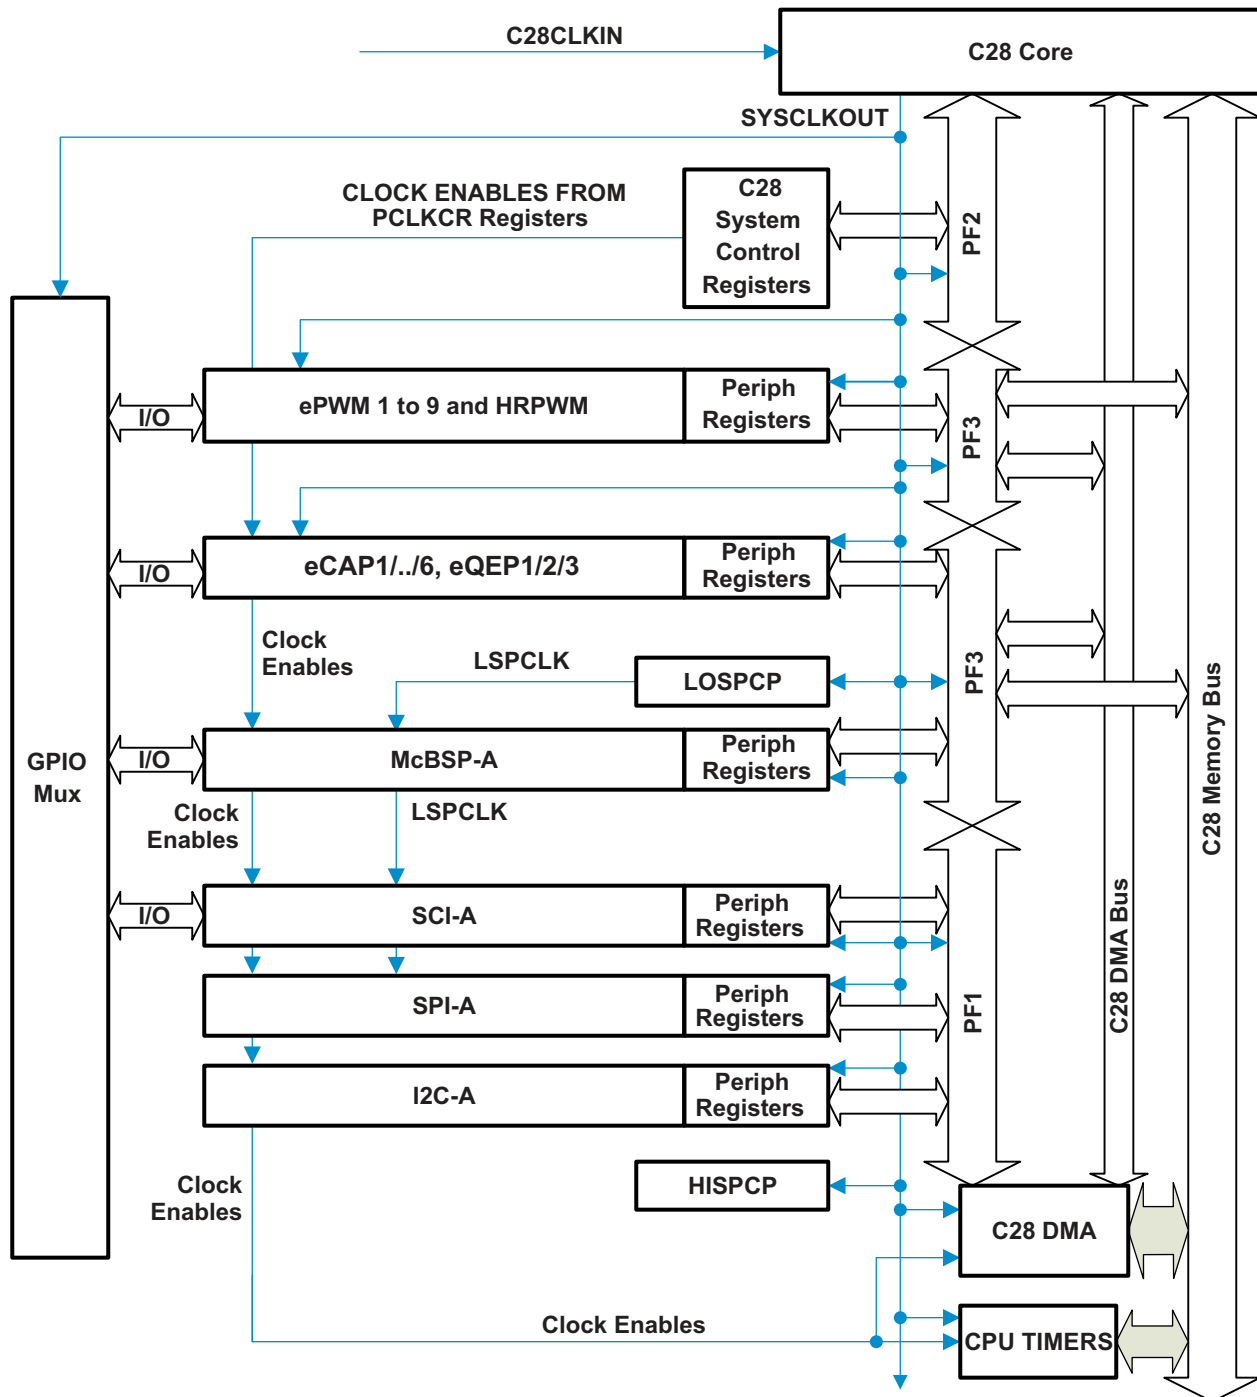 C28CLKIN
C28 Core
SYSCLKOUT
CLOCK ENABLES FROM
PCLKCR Registers
C28
System
Control
Registers
PF2
ePWM 1 to 9 and HRPWM
Periph
Registers
I/O
PF3
eCAP1/../6, eQEP1/2/3
Periph
Registers
I/O
Clock
Enables
LSPCLK
LOSPCP
PF3
GPIO
Mux
I/O
McBSP-A
Periph
Registers
C28 Memory Bus
Clock
Enables
LSPCLK
I/O
SCI-A
Periph
Registers
C28 DMA Bus
SPI-A
Periph
Registers
PF1
I2C-A
Periph
Registers
Clock
Enables
HISPCP
C28 DMA
Clock Enables
CPU TIMERS